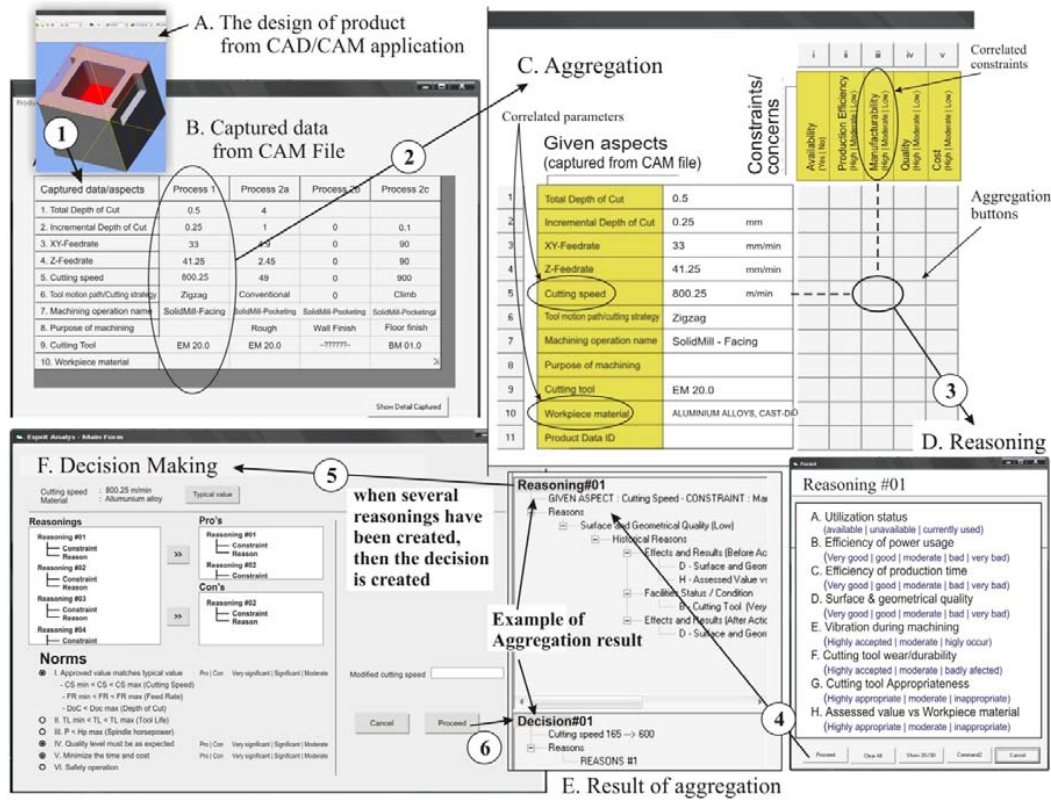 A. The design of product
from CAD/CAM application
1
B. Captured data
from CAM File
2
Captured data/aspects Process 1 Process 2a Process 2b Process 2c
1. Total Depth of Cut 0.5 4
2. Incremental Depth of Cut 0.25 1 0 0.1
3. XY-Feedrate 33 4.9 0 90
4. Z-Feedrate 41.25 2.45 0 90
5. Cutting speed 800.25 49 0 900
6. Tool motion path/Cutting strategy Zigzag Conventional 0 Climb
7. Machining operation name SolidMill-Facing SolidMill-Pocketing SolidMill-Pocketing SolidMill-Pocketing
8. Purpose of machining Rough Wall Finish Floor finish
9. Cutting Tool EM 20.0 EM 20.0 -??????- BM 01.0
10. Workpiece material
Show Detail Captured
C. Aggregation
Correlated parameters
Given aspects
(captured from CAM file)
Constraints/
concerns
i ii iii iv v
Availability
(Yes | No)
Production Efficiency
(High | Moderate | Low)
Manufacturability
(High | Moderate | Low)
Quality
(High | Moderate | Low)
Cost
(High | Moderate | Low)
Correlated
constraints
Aggregation
buttons
1 Total Depth of Cut 0.5
2 Incremental Depth of Cut 0.25 mm
3 XY-Feedrate 33 mm/min
4 Z-Feedrate 41.25 mm/min
5 Cutting speed 800.25 m/min
6 Tool motion path/cutting strategy Zigzag
7 Machining operation name SolidMill - Facing
8 Purpose of machining
9 Cutting tool EM 20.0
10 Workpiece material ALUMINIUM ALLOYS, CAST-DIO
11 Product Data ID
3
D. Reasoning
Esprit Analys - Main Form
F. Decision Making
5
Cutting speed : 800.25 m/min
Material : Allumunium alloy
Typical value
Reasonings
Reasoning #01
Constraint
Reason
Reasoning #02
Constraint
Reason
Reasoning #03
Constraint
Reason
Reasoning #04
Constraint
>>
>>
Pro's
Reasoning #01
Constraint
Reason
Reasoning #03
Constraint
Con's
Reasoning #02
Constraint
Reason
when several
reasonings have
been created,
then the decision
is created
Norms
I. Approved value matches typical value Pro | Con Very significant | Significant | Moderate
- CS min < CS < CS max (Cutting Speed)
- FR min < FR < FR max (Feed Rate)
- DoC < Doc max (Depth of Cut)
II. TL min < TL < TL max (Tool Life)
III. P < Hp max (Spindle horsepower)
IV. Quality level must be as expected Pro | Con Very significant | Significant | Moderate
V. Minimize the time and cost Pro | Con Very significant | Significant | Moderate
VI. Safety operation
Modified cutting speed
Cancel
Proceed
6
Reasoning#01
GIVEN ASPECT : Cutting Speed - CONSTRAINT : Mar
Reasons
Surface and Geometrical Quality (Low)
Historical Reasons
Effects and Results (Before Ac
D - Surface and Geom
H - Assessed Value vs
Facilities Status / Condition
B - Cutting Tool (Very
Effects and Results (After Actio
D - Surface and Geom
Example of
Aggregation result
4
Decision#01
Cutting speed 165 -> 600
Reasons
REASONS #1
E. Result of aggregation
Form1
Reasoning #01
A. Utilization status
(available | unavailable | currently used)
B. Efficiency of power usage
(Very good | good | moderate | bad | very bad)
C. Efficiency of production time
(Very good | good | moderate | bad | very bad)
D. Surface & geometrical quality
(Very good | good | moderate | bad | very bad)
E. Vibration during machining
(Highly accepted | moderate | higly occur)
F. Cutting tool wear/durability
(Highly accepted | moderate | badly afected)
G. Cutting tool Appropriateness
(Highly appropriate | moderate | inappropriate)
H. Assessed value vs Workpiece material
(Highly appropriate | moderate | inappropriate)
Proceed
Clear All
Show 2D/3D
Command2
Cancel